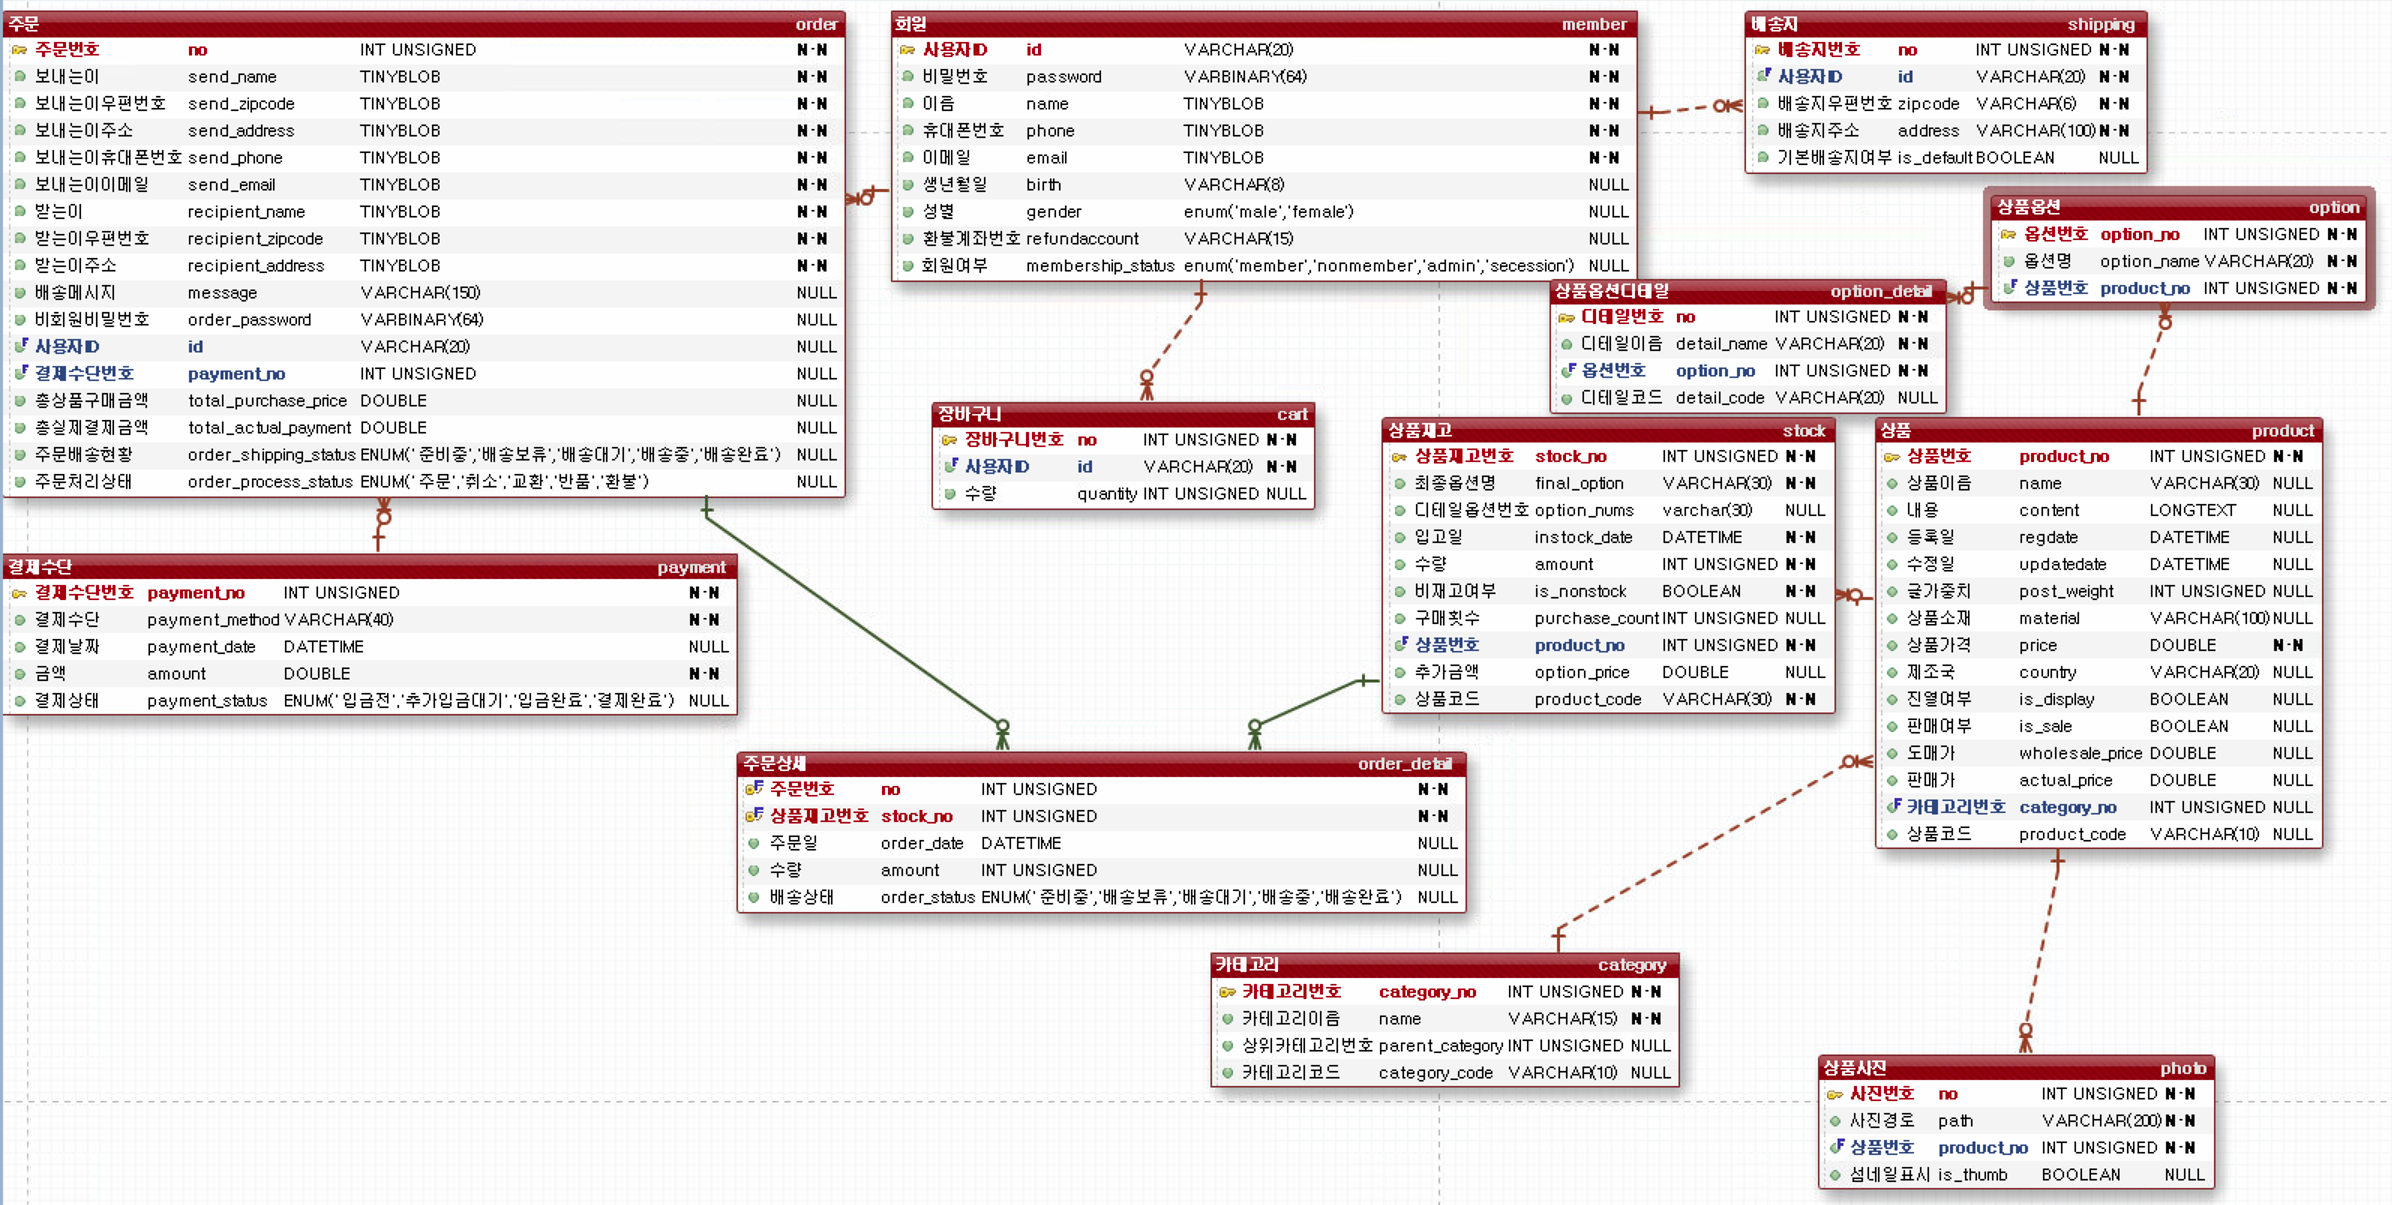 주문 order
주문번호 no INT UNSIGNED N-N
보내는이 send_name TINYBLOB N-N
보내는이우편번호 send_zipcode TINYBLOB N-N
보내는이주소 send_address TINYBLOB N-N
보내는이휴대폰번호 send_phone TINYBLOB N-N
보내는이이메일 send_email TINYBLOB N-N
받는이 recipient_name TINYBLOB N-N
받는이우편번호 recipient_zipcode TINYBLOB N-N
받는이주소 recipient_address TINYBLOB N-N
배송메시지 message VARCHAR(150) NULL
비회원비밀번호 order_password VARBINARY(64) NULL
사용자ID id VARCHAR(20) NULL
결제수단번호 payment_no INT UNSIGNED NULL
총상품구매금액 total_purchase_price DOUBLE NULL
총실제결제금액 total_actual_payment DOUBLE NULL
주문배송현황 order_shipping_status ENUM('준비중','배송보류','배송대기','배송중','배송완료') NULL
주문처리상태 order_process_status ENUM('주문','취소','교환','반품','환불') NULL
회원 member
사용자ID id VARCHAR(20) N-N
비밀번호 password VARBINARY(64) N-N
이름 name TINYBLOB N-N
휴대폰번호 phone TINYBLOB N-N
이메일 email TINYBLOB N-N
생년월일 birth VARCHAR(8) NULL
성별 gender enum('male','female') NULL
환불계좌번호 refundaccount VARCHAR(15) NULL
회원여부 membership_status enum('member','nonmember','admin','secession') NULL
배송지 shipping
배송지번호 no INT UNSIGNED N-N
사용자ID id VARCHAR(20) N-N
배송지우편번호 zipcode VARCHAR(6) N-N
배송지주소 address VARCHAR(100) N-N
기본배송지여부 is_default BOOLEAN NULL
상품옵션 option
옵션번호 option_no INT UNSIGNED N-N
옵션명 option_name VARCHAR(20) N-N
상품번호 product_no INT UNSIGNED N-N
상품옵션디테일 option_detail
디테일번호 no INT UNSIGNED N-N
디테일이름 detail_name VARCHAR(20) N-N
옵션번호 option_no INT UNSIGNED N-N
디테일코드 detail_code VARCHAR(20) NULL
장바구니 cart
장바구니번호 no INT UNSIGNED N-N
사용자ID id VARCHAR(20) N-N
수량 quantity INT UNSIGNED NULL
상품재고 stock
상품재고번호 stock_no INT UNSIGNED N-N
최종옵션명 final_option VARCHAR(30) N-N
디테일옵션번호 option_nums varchar(30) NULL
입고일 instock_date DATETIME N-N
수량 amount INT UNSIGNED N-N
비재고여부 is_nonstock BOOLEAN N-N
구매횟수 purchase_count INT UNSIGNED NULL
상품번호 product_no INT UNSIGNED N-N
추가금액 option_price DOUBLE NULL
상품코드 product_code VARCHAR(30) N-N
상품 product
상품번호 product_no INT UNSIGNED N-N
상품이름 name VARCHAR(30) NULL
내용 content LONGTEXT NULL
등록일 regdate DATETIME NULL
수정일 updatedate DATETIME NULL
글가중치 post_weight INT UNSIGNED NULL
상품소재 material VARCHAR(100) NULL
상품가격 price DOUBLE N-N
제조국 country VARCHAR(20) NULL
진열여부 is_display BOOLEAN NULL
판매여부 is_sale BOOLEAN NULL
도매가 wholesale_price DOUBLE NULL
판매가 actual_price DOUBLE NULL
카테고리번호 category_no INT UNSIGNED NULL
상품코드 product_code VARCHAR(10) NULL
결제수단 payment
결제수단번호 payment_no INT UNSIGNED N-N
결제수단 payment_method VARCHAR(40) N-N
결제날짜 payment_date DATETIME NULL
금액 amount DOUBLE N-N
결제상태 payment_status ENUM('입금전','추가입금대기','입금완료','결제완료') NULL
주문상세 order_detail
주문번호 no INT UNSIGNED N-N
상품재고번호 stock_no INT UNSIGNED N-N
주문일 order_date DATETIME NULL
수량 amount INT UNSIGNED NULL
배송상태 order_status ENUM('준비중','배송보류','배송대기','배송중','배송완료') NULL
카테고리 category
카테고리번호 category_no INT UNSIGNED N-N
카테고리이름 name VARCHAR(15) N-N
상위카테고리번호 parent_category INT UNSIGNED NULL
카테고리코드 category_code VARCHAR(10) NULL
상품사진 photo
사진번호 no INT UNSIGNED N-N
사진경로 path VARCHAR(200) N-N
상품번호 product_no INT UNSIGNED N-N
섬네일표시 is_thumb BOOLEAN NULL